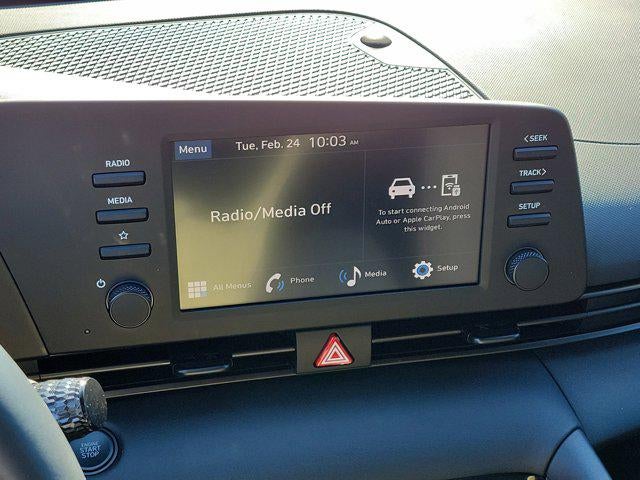 Menu Tue, Feb. 24 10:03 AM
Radio/Media Off
To start connecting Android
Auto or Apple CarPlay, press
this widget.
All Menus Phone Media Setup
RADIO
MEDIA
<SEEK
TRACK>
SETUP
ENGINE
START
STOP